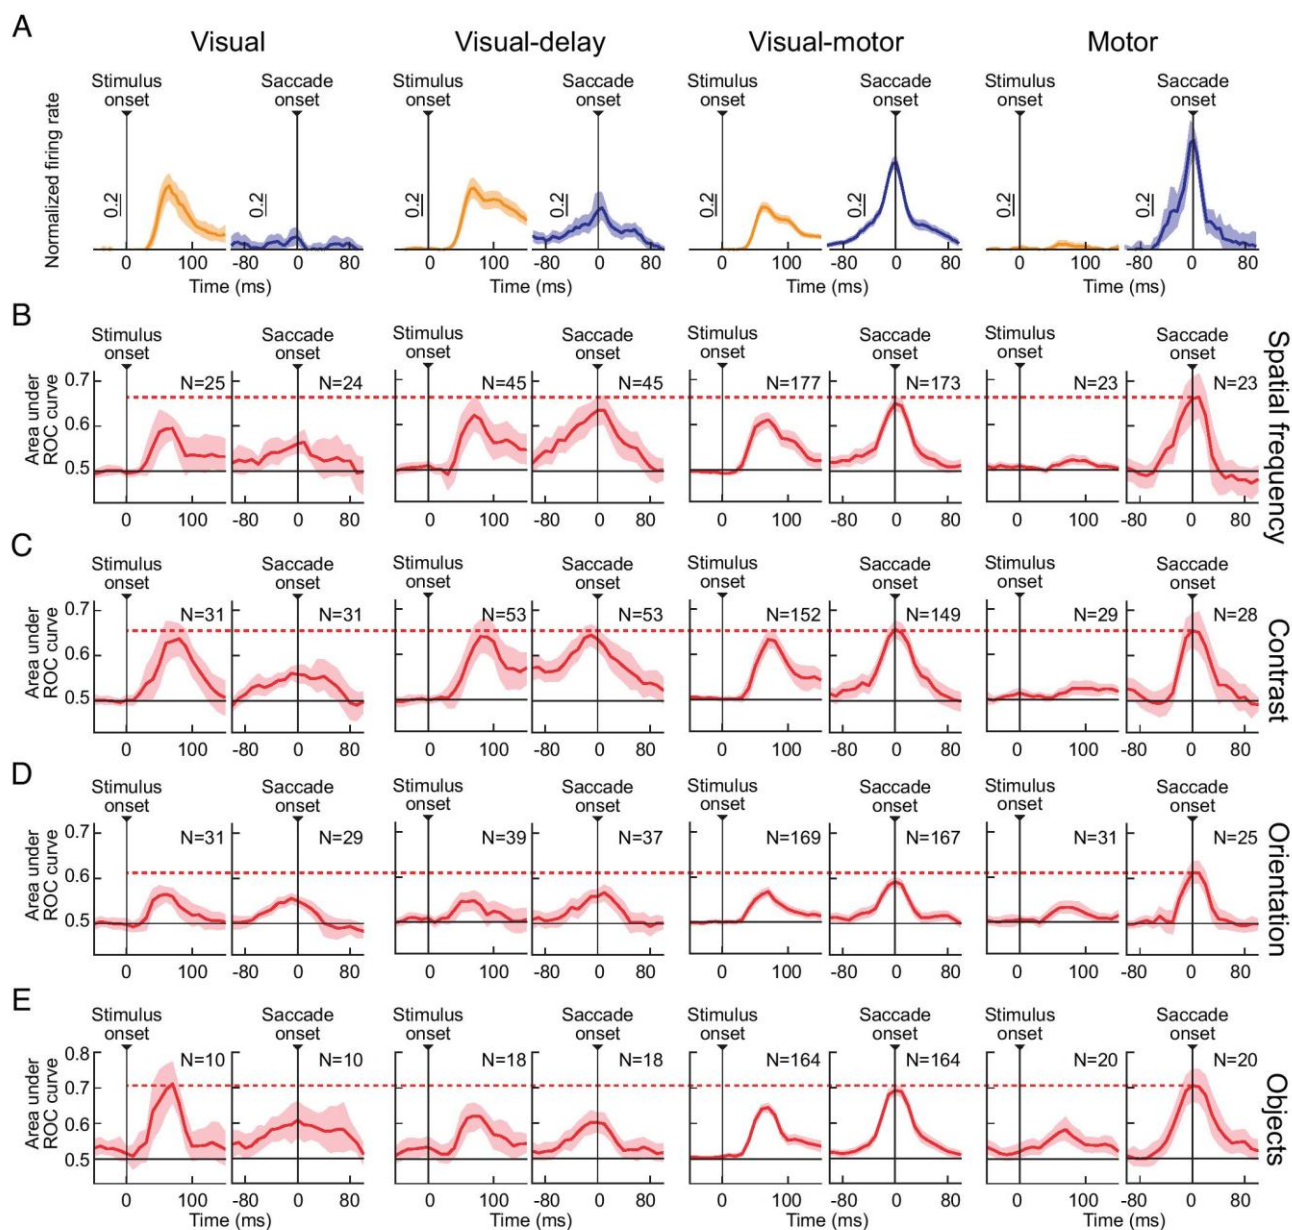 A
Visual Visual-delay Visual-motor Motor
Stimulus onset Saccade onset Stimulus onset Saccade onset Stimulus onset Saccade onset Stimulus onset Saccade onset
Normalized firing rate
0.2 0.2 0.2 0.2 0.2 0.2 0.2 0.2
0 100 -80 0 80 0 100 -80 0 80 0 100 -80 0 80 0 100 -80 0 80
Time (ms) Time (ms) Time (ms) Time (ms)
B
Stimulus onset Saccade onset Stimulus onset Saccade onset Stimulus onset Saccade onset Stimulus onset Saccade onset
Spatial frequency
Area under ROC curve
0.7
0.6
0.5
N=25 N=24 N=45 N=45 N=177 N=173 N=23 N=23
0 100 -80 0 80 0 100 -80 0 80 0 100 -80 0 80 0 100 -80 0 80
C
Stimulus onset Saccade onset Stimulus onset Saccade onset Stimulus onset Saccade onset Stimulus onset Saccade onset
Contrast
Area under ROC curve
0.7
0.6
0.5
N=31 N=31 N=53 N=53 N=152 N=149 N=29 N=28
0 100 -80 0 80 0 100 -80 0 80 0 100 -80 0 80 0 100 -80 0 80
D
Stimulus onset Saccade onset Stimulus onset Saccade onset Stimulus onset Saccade onset Stimulus onset Saccade onset
Orientation
Area under ROC curve
0.7
0.6
0.5
N=31 N=29 N=39 N=37 N=169 N=167 N=31 N=25
0 100 -80 0 80 0 100 -80 0 80 0 100 -80 0 80 0 100 -80 0 80
E
Stimulus onset Saccade onset Stimulus onset Saccade onset Stimulus onset Saccade onset Stimulus onset Saccade onset
Objects
Area under ROC curve
0.8
0.7
0.6
0.5
N=10 N=10 N=18 N=18 N=164 N=164 N=20 N=20
0 100 -80 0 80 0 100 -80 0 80 0 100 -80 0 80 0 100 -80 0 80
Time (ms) Time (ms) Time (ms) Time (ms)